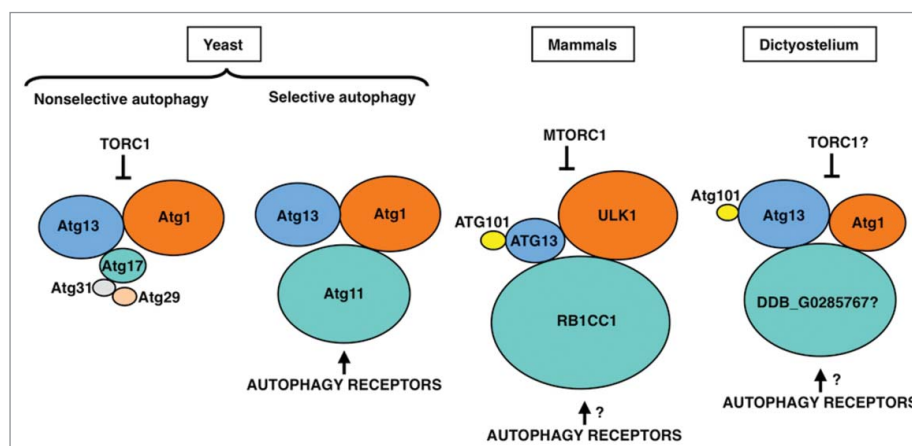 Yeast
Mammals
Dictyostelium
Nonselective autophagy
Selective autophagy
TORC1
Atg13
Atg1
Atg17
Atg31
Atg29
Atg13
Atg1
Atg11
AUTOPHAGY RECEPTORS
MTORC1
ATG101
ATG13
ULK1
RB1CC1
?
AUTOPHAGY RECEPTORS
TORC1?
Atg101
Atg13
Atg1
DDB_G0285767?
?
AUTOPHAGY RECEPTORS